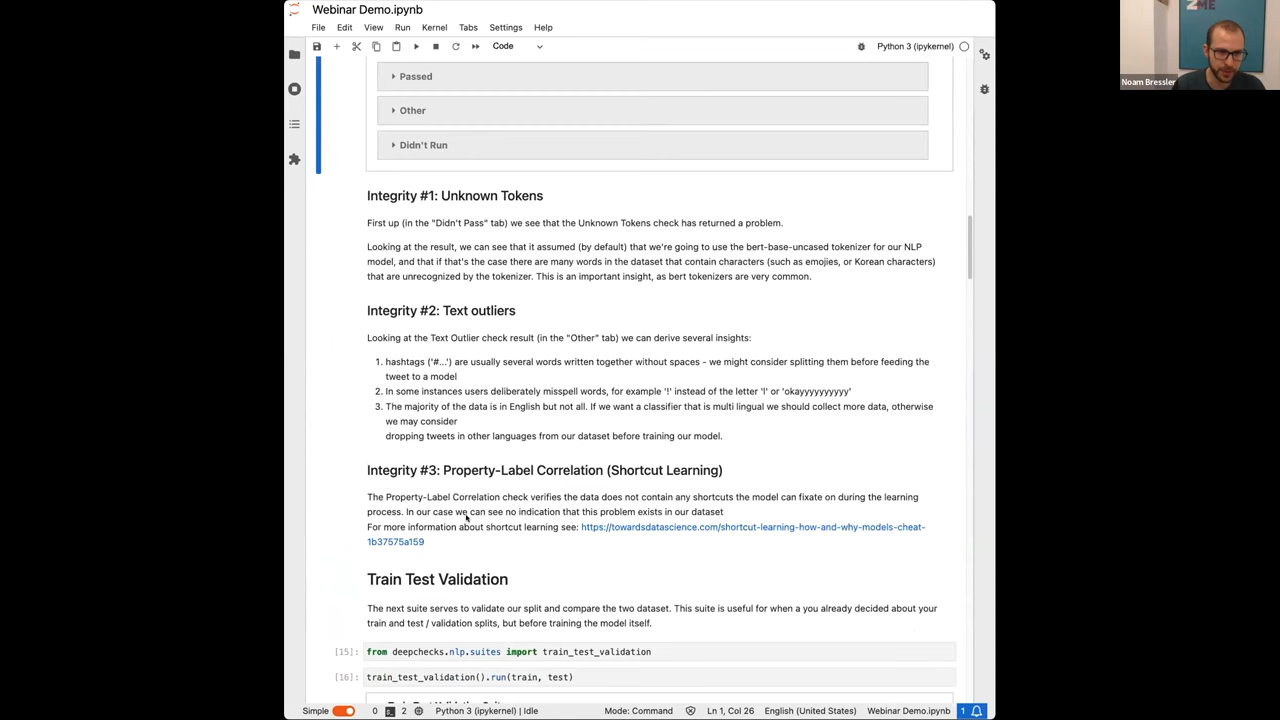 Webinar Demo.ipynb
File Edit View Run Kernel Tabs Settings Help
Code
Python 3 (ipykernel)
Noam Bressler
Passed
Other
Didn't Run
Integrity #1: Unknown Tokens
First up (in the "Didn't Pass" tab) we see that the Unknown Tokens check has returned a problem.
Looking at the result, we can see that it assumed (by default) that we're going to use the bert-base-uncased tokenizer for our NLP
model, and that if that's the case there are many words in the dataset that contain characters (such as emojies, or Korean characters)
that are unrecognized by the tokenizer. This is an important insight, as bert tokenizers are very common.
Integrity #2: Text outliers
Looking at the Text Outlier check result (in the "Other" tab) we can derive several insights:
1. hashtags ('#...') are usually several words written together without spaces - we might consider splitting them before feeding the
tweet to a model
2. In some instances users deliberately misspell words, for example '!' instead of the letter 'l' or 'okayyyyyyyyyy'
3. The majority of the data is in English but not all. If we want a classifier that is multi lingual we should collect more data, otherwise
we may consider
dropping tweets in other languages from our dataset before training our model.
Integrity #3: Property-Label Correlation (Shortcut Learning)
The Property-Label Correlation check verifies the data does not contain any shortcuts the model can fixate on during the learning
process. In our case we can see no indication that this problem exists in our dataset
For more information about shortcut learning see: https://towardsdatascience.com/shortcut-learning-how-and-why-models-cheat-
1b37575a159
Train Test Validation
The next suite serves to validate our split and compare the two dataset. This suite is useful for when a you already decided about your
train and test / validation splits, but before training the model itself.
[15]: from deepchecks.nlp.suites import train_test_validation
[16]: train_test_validation().run(train, test)
Simple 0 2 Python 3 (ipykernel) | Idle Mode: Command Ln 1, Col 26 English (United States) Webinar Demo.ipynb 1